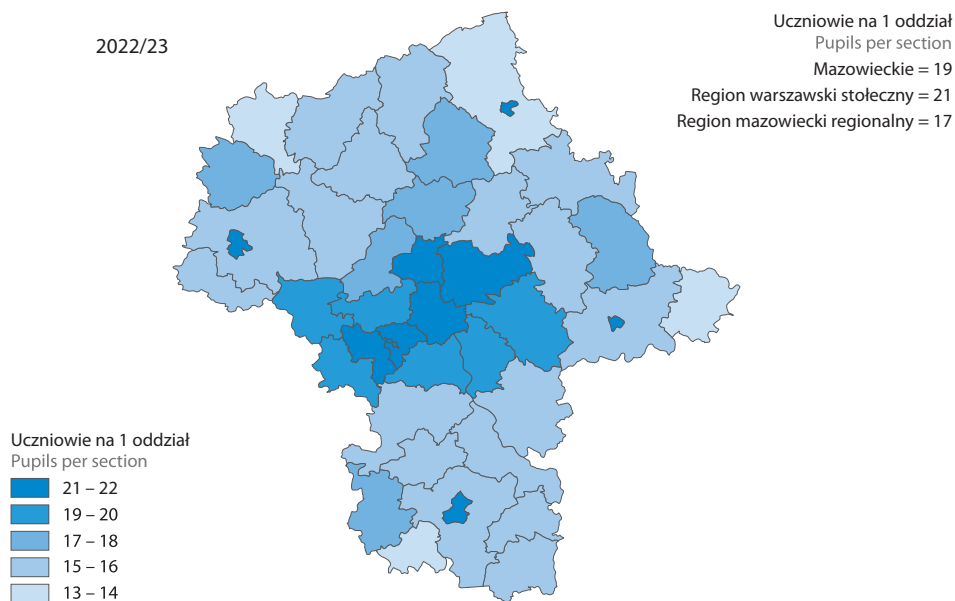 2022/23
Uczniowie na 1 oddział
Pupils per section
Mazowieckie = 19
Region warszawski stołeczny = 21
Region mazowiecki regionalny = 17
Uczniowie na 1 oddział
Pupils per section
21 – 22
19 – 20
17 – 18
15 – 16
13 – 14